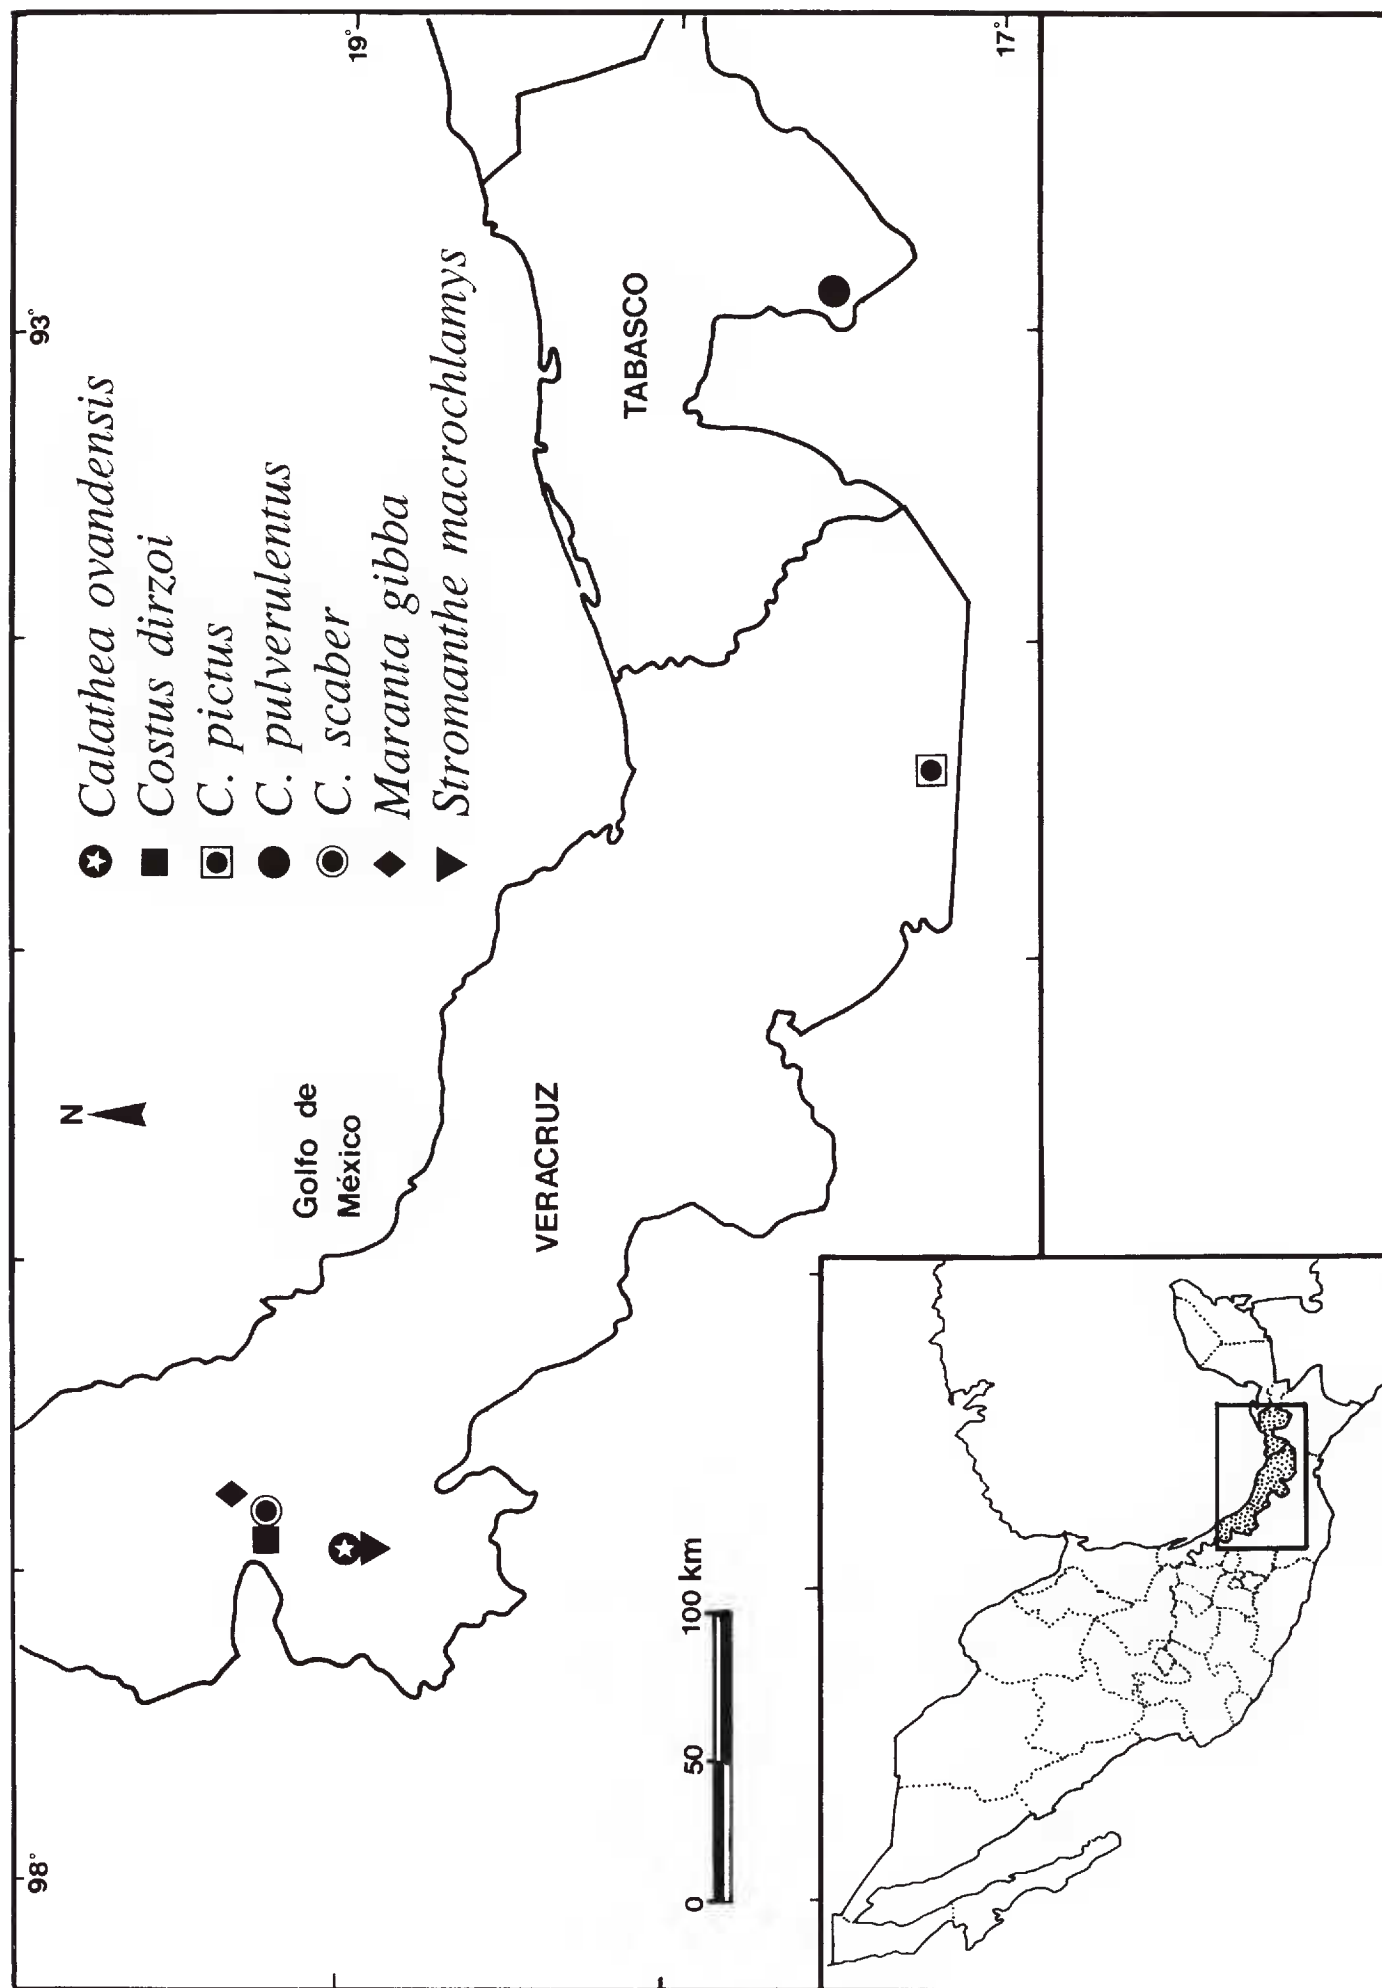 98°
93°
19°
17°
N
Golfo de
México
VERACRUZ
TABASCO
Calathea ovandensis
Costus dirzoi
C. pictus
C. pulverulentus
C. scaber
Maranta gibba
Stromanthe macrochlamys
0 50 100 km